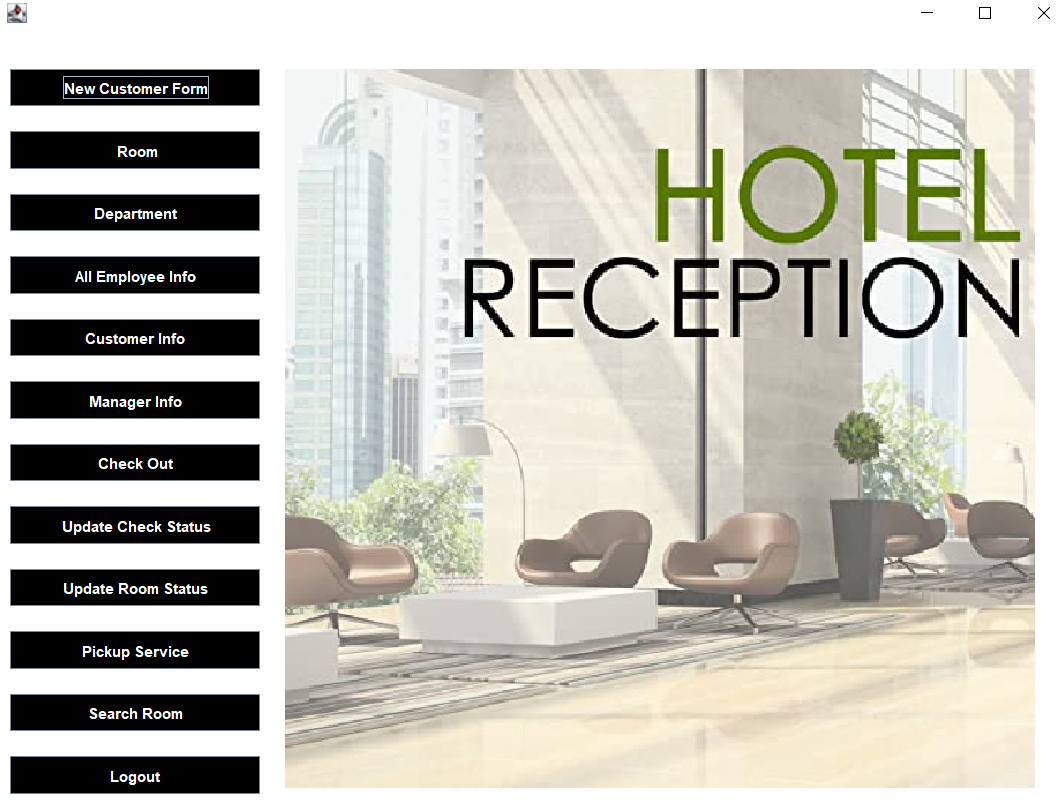 New Customer Form
Room
Department
All Employee Info
Customer Info
Manager Info
Check Out
Update Check Status
Update Room Status
Pickup Service
Search Room
Logout
HOTEL
RECEPTION